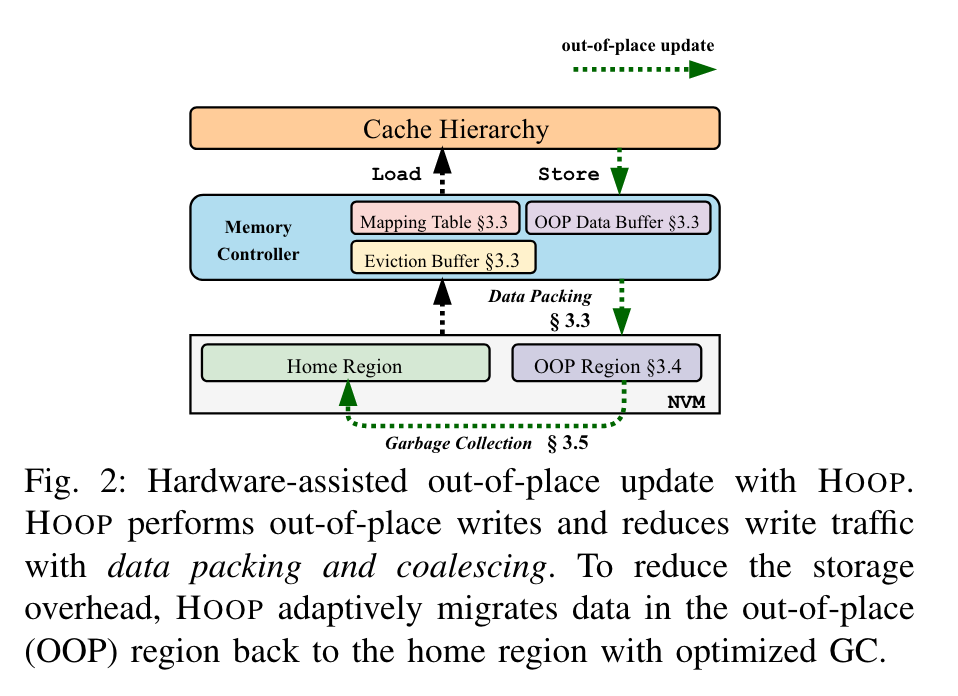 out-of-place update
Cache Hierarchy
Load
Store
Memory
Controller
Mapping Table §3.3
OOP Data Buffer §3.3
Eviction Buffer §3.3
Data Packing
§ 3.3
Home Region
OOP Region §3.4
NVM
Garbage Collection § 3.5
Fig. 2: Hardware-assisted out-of-place update with HOOP.
HOOP performs out-of-place writes and reduces write traffic
with data packing and coalescing. To reduce the storage
overhead, HOOP adaptively migrates data in the out-of-place
(OOP) region back to the home region with optimized GC.